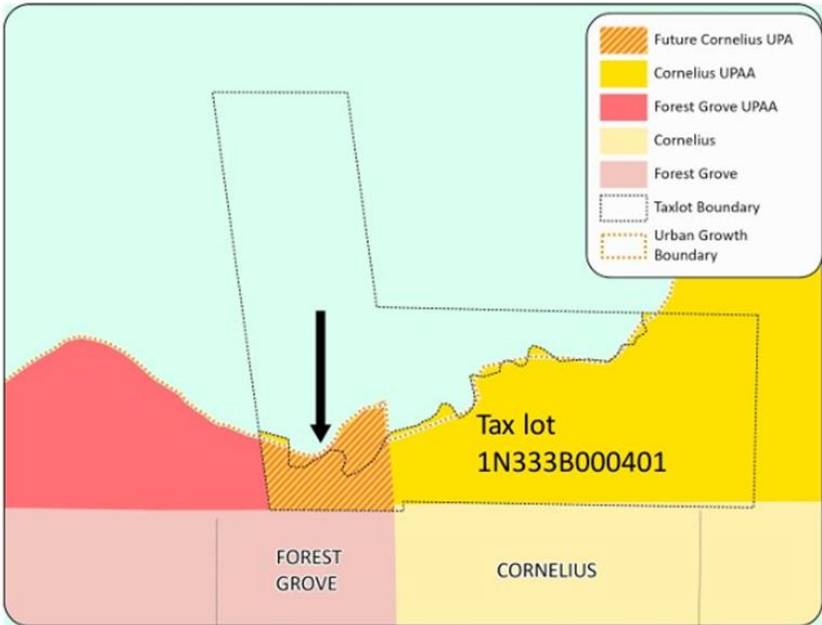 Future Cornelius UPA
Cornelius UPAA
Forest Grove UPAA
Cornelius
Forest Grove
Taxlot Boundary
Urban Growth
Boundary
Tax lot
1N333B000401
FOREST
GROVE
CORNELIUS